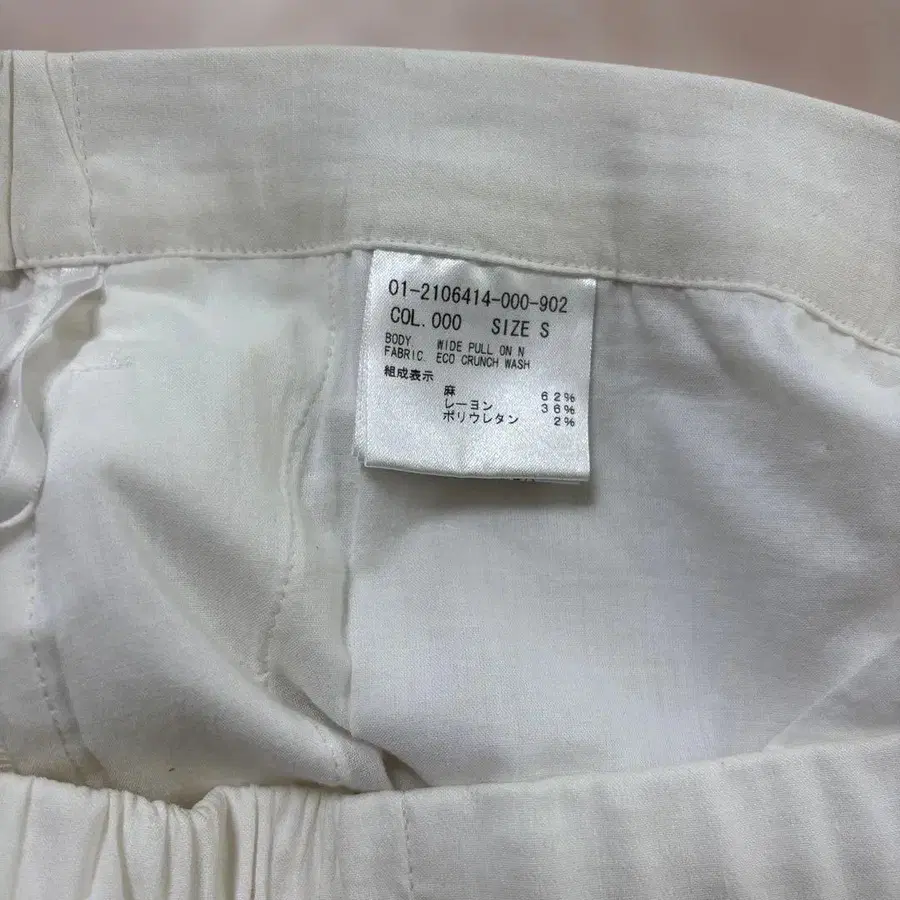 01-2106414-000-902
COL.000 SIZE S
BODY. WIDE PULL ON N
FABRIC. ECO CRUNCH WASH
組成表示
麻 62%
レーヨン 36%
ポリウレタン 2%